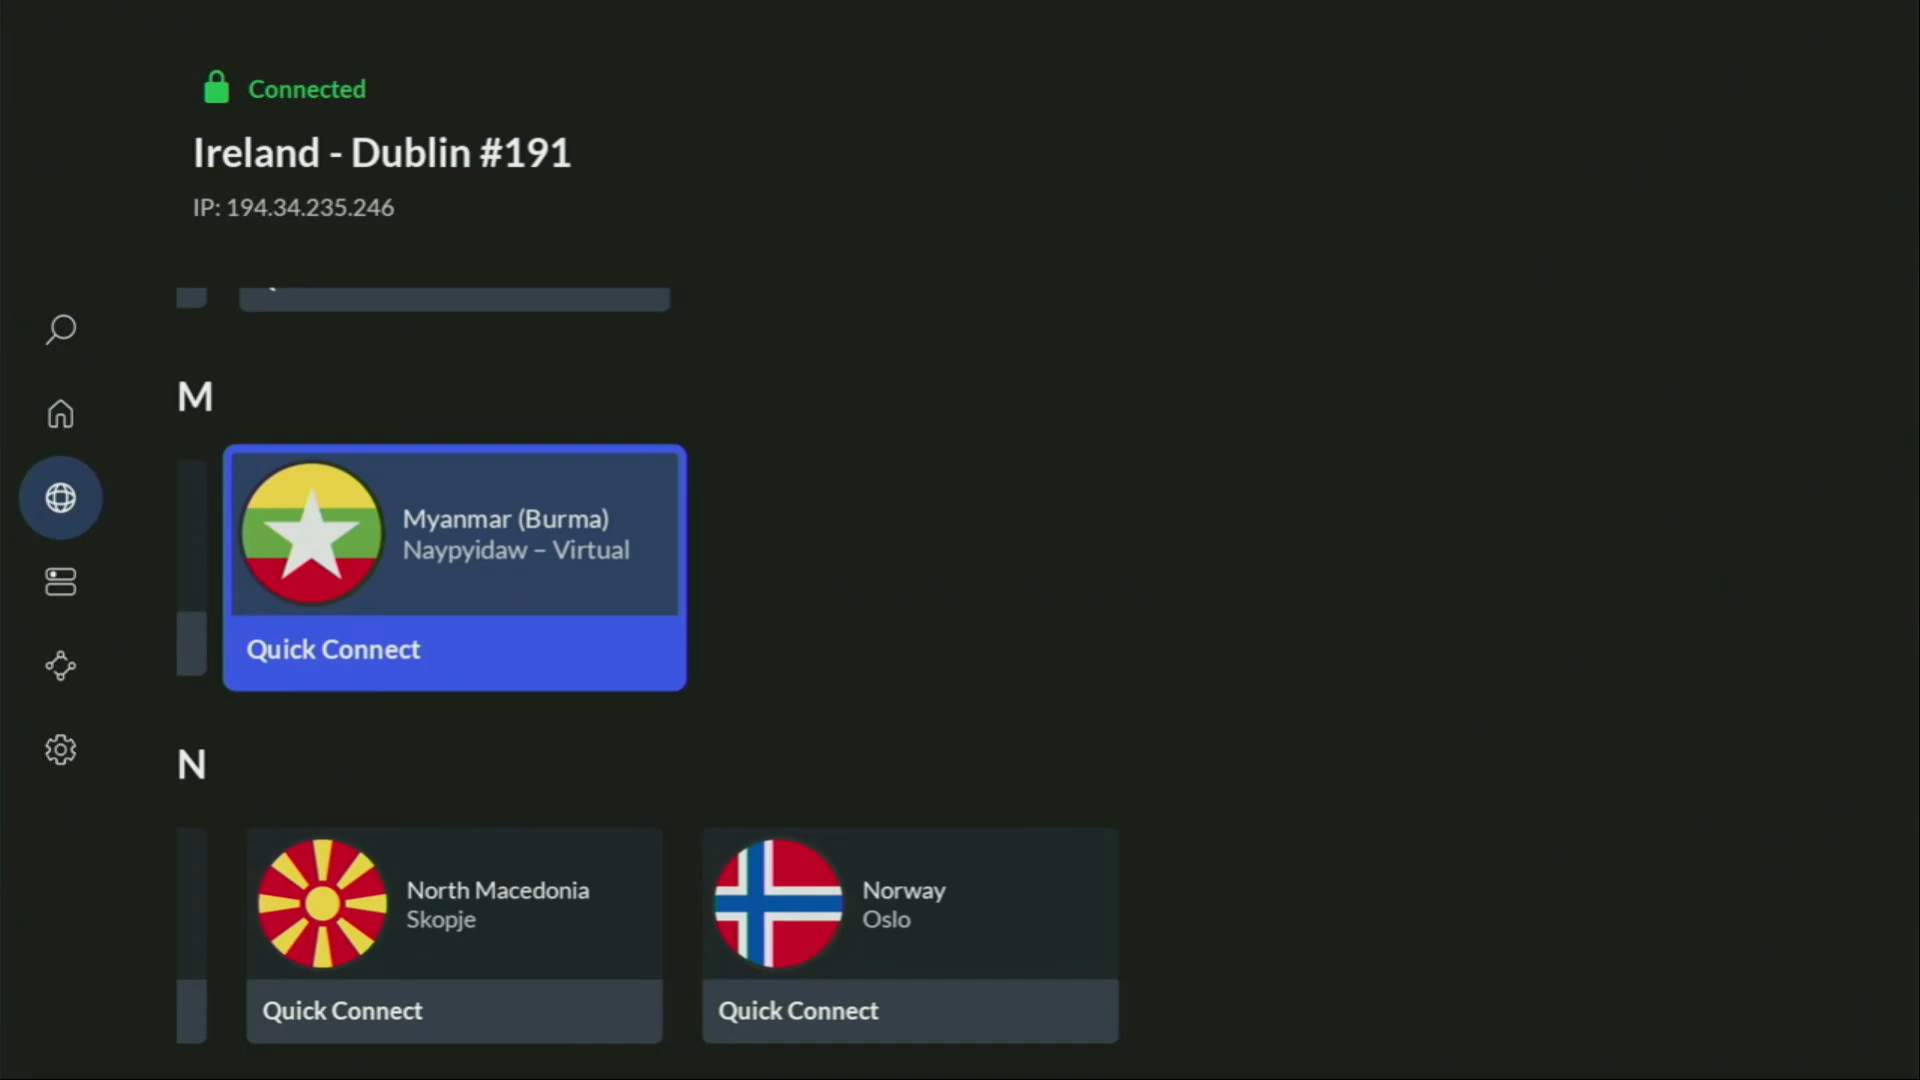 Connected
Ireland - Dublin #191
IP: 194.34.235.246
M
Myanmar (Burma)
Naypyidaw – Virtual
Quick Connect
N
North Macedonia
Skopje
Quick Connect
Norway
Oslo
Quick Connect